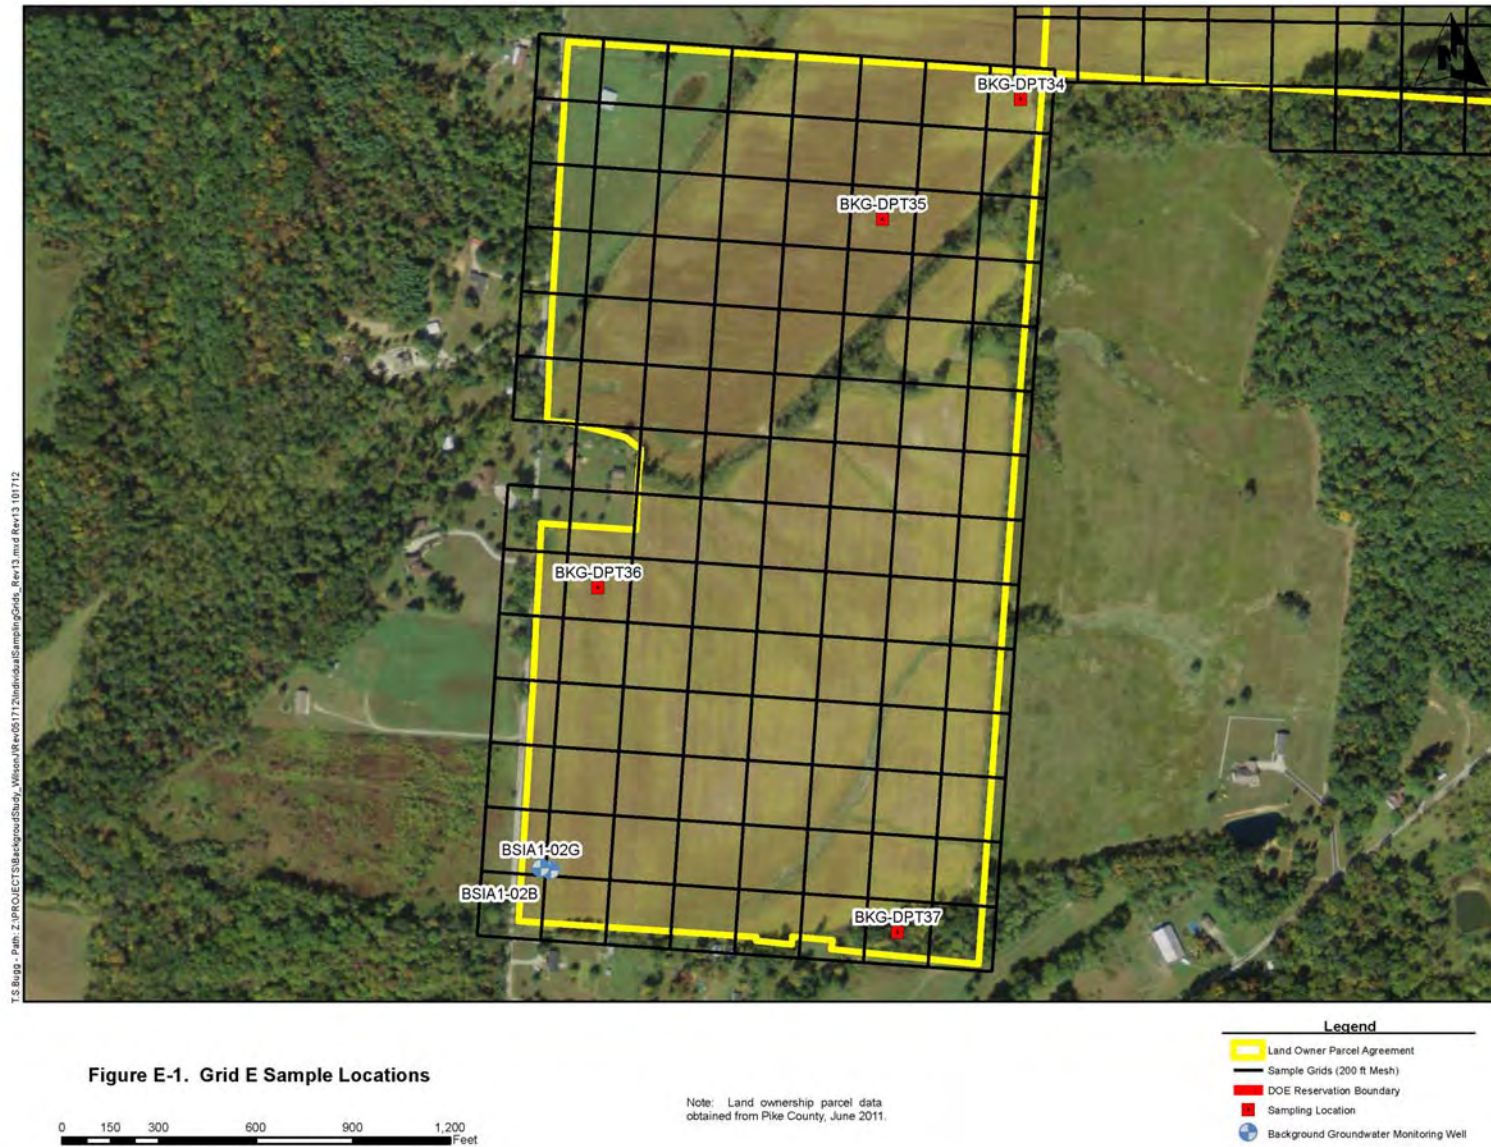 N
BKG-DPT34
BKG-DPT35
BKG-DPT36
BSIA1-02G
BSIA1-02B
BKG-DPT37
T.S.Bugg - Path: Z:\PROJECTS\BackgroudStudy_WilsonJ\Rev051712\IndividualSamplingGrids_Rev13.mxd Rev13 101712
Figure E-1. Grid E Sample Locations
0 150 300 600 900 1,200
Feet
Note: Land ownership parcel data
obtained from Pike County, June 2011.
Legend
Land Owner Parcel Agreement
Sample Grids (200 ft Mesh)
DOE Reservation Boundary
Sampling Location
Background Groundwater Monitoring Well